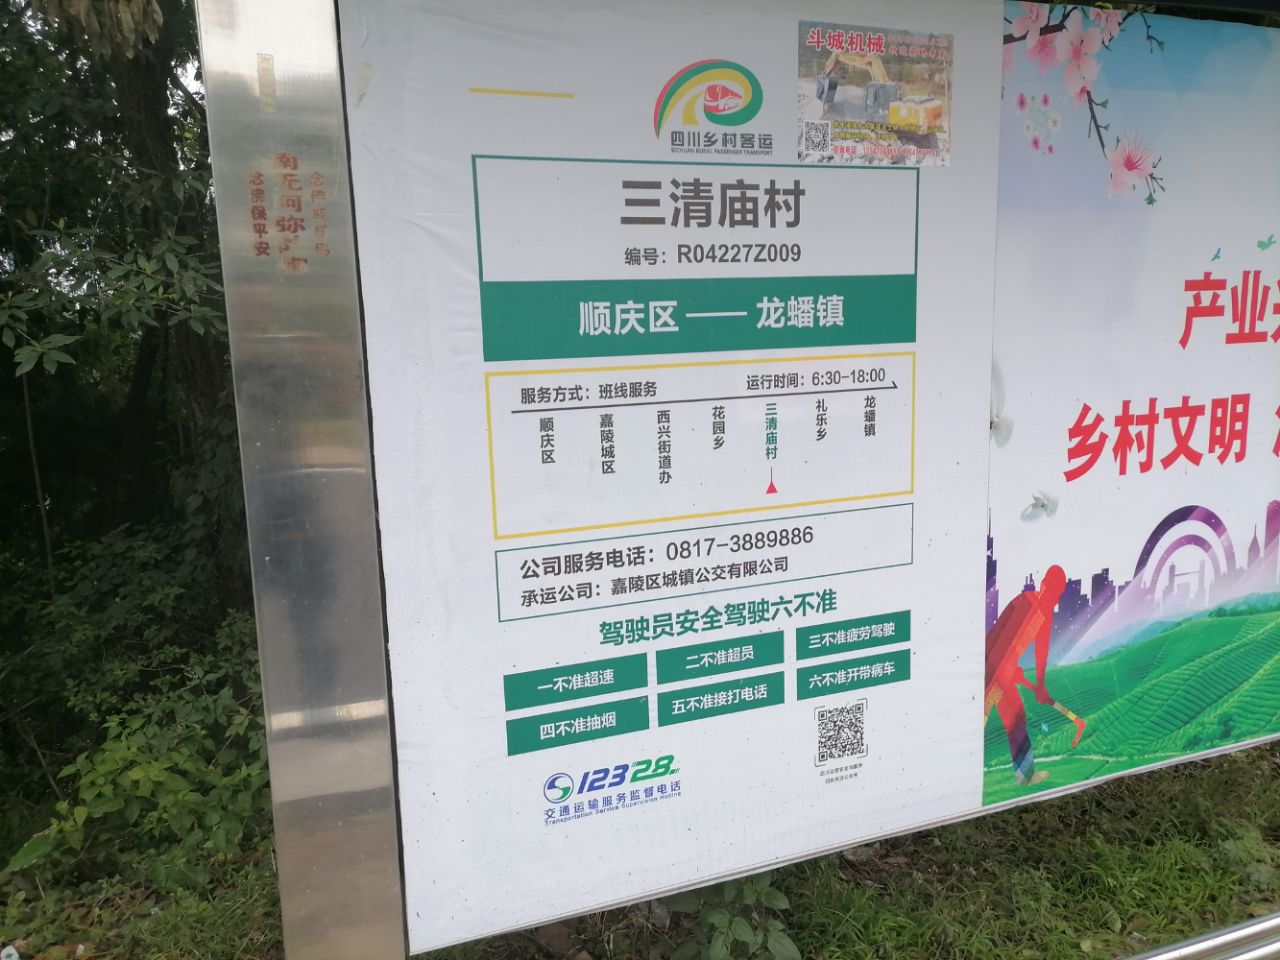 南无阿弥
念佛保平安
斗城机械
四川乡村客运
SICHUAN RURAL PASSENGER TRANSPORT
三清庙村
编号：R04227Z009
顺庆区——龙蟠镇
服务方式：班线服务
运行时间：6:30-18:00
顺庆区
嘉陵城区
西兴街道办
花园乡
三清庙村
礼乐乡
龙蟠镇
公司服务电话：0817-3889886
承运公司：嘉陵区城镇公交有限公司
驾驶员安全驾驶六不准
一不准超速
二不准超员
三不准疲劳驾驶
四不准抽烟
五不准接打电话
六不准开带病车
12328
交通运输服务监督电话
Transportation Service Supervision Hotline
产业
乡村文明